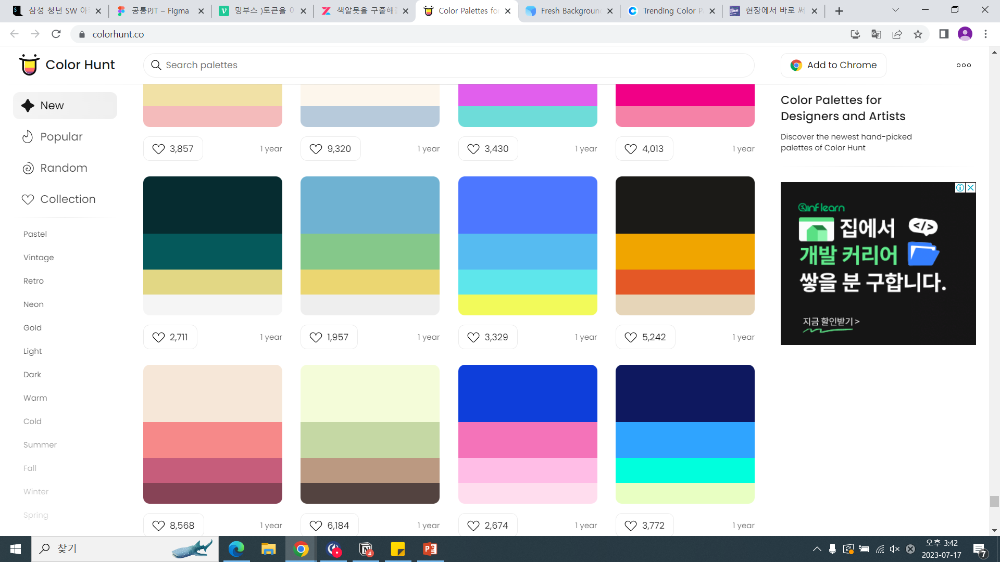 삼성 청년 SW 아
공통PJT – Figma
밍부스 )토큰을 이
색알못을 구출해줄
Color Palettes fo
Fresh Backgroun
Trending Color P
현장에서 바로 써
colorhunt.co
Color Hunt
Search palettes
Add to Chrome
New
Popular
Random
Collection
Pastel
Vintage
Retro
Neon
Gold
Light
Dark
Warm
Cold
Summer
Fall
Winter
Spring
3,857 1 year
9,320 1 year
3,430 1 year
4,013 1 year
2,711 1 year
1,957 1 year
3,329 1 year
5,242 1 year
8,568 1 year
6,184 1 year
2,674 1 year
3,772 1 year
Color Palettes for
Designers and Artists
Discover the newest hand-picked
palettes of Color Hunt
inflearn
집에서 </>
개발 커리어
쌓을 분 구합니다.
지금 할인받기 >
찾기
4
오후 3:42
2023-07-17
7